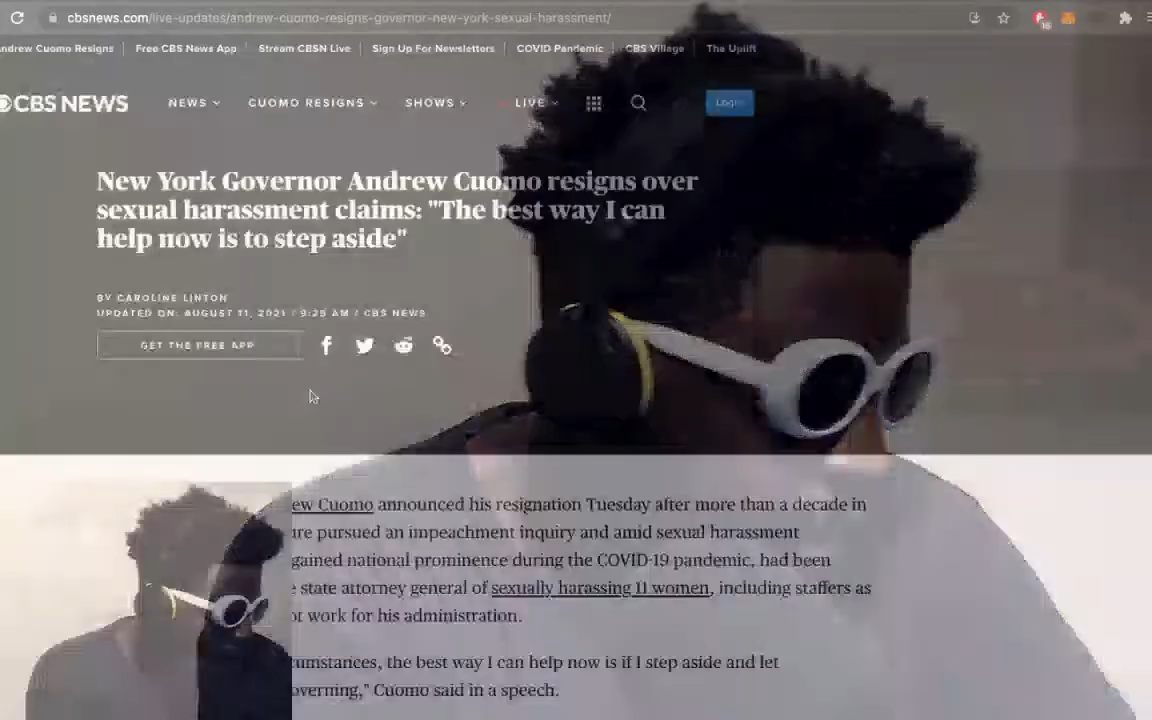 cbsnews.com/live-updates/andrew-cuomo-resigns-governor-new-york-sexual-harassment/
ndrew Cuomo Resigns | Free CBS News App | Stream CBSN Live | Sign Up For Newsletters | COVID Pandemic | CBS Village | The Uplift
CBS NEWS NEWS CUOMO RESIGNS SHOWS LIVE Login
New York Governor Andrew Cuomo resigns over
sexual harassment claims: "The best way I can
help now is to step aside"
BY CAROLINE LINTON
UPDATED ON: AUGUST 11, 2021 / 9:25 AM / CBS NEWS
GET THE FREE APP
ew Cuomo announced his resignation Tuesday after more than a decade in
ure pursued an impeachment inquiry and amid sexual harassment
gained national prominence during the COVID-19 pandemic, had been
e state attorney general of sexually harassing 11 women, including staffers as
ot work for his administration.
cumstances, the best way I can help now is if I step aside and let
overning," Cuomo said in a speech.